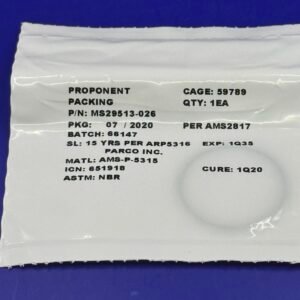 PROPONENT CAGE: 59789
PACKING QTY: 1EA
P/N: MS29513-026
PKG: 07 / 2020 PER AMS2817
BATCH: 66147
SL: 15 YRS PER ARP5316 EXP: 1Q35
PARCO INC.
MATL: AMS-P-5315
ICN: 651918 CURE: 1Q20
ASTM: NBR